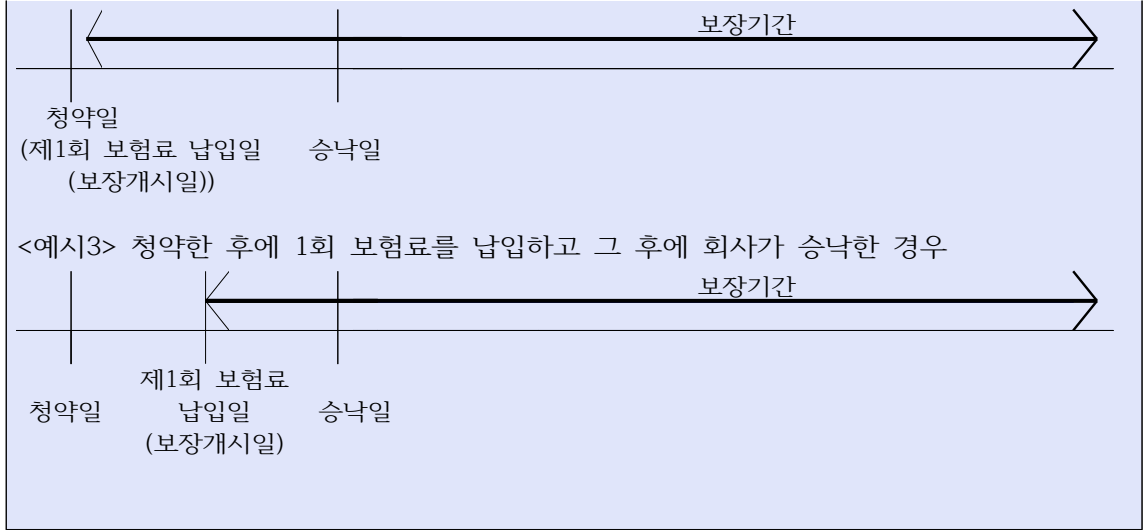 보장기간
청약일
(제1회 보험료 납입일 승낙일
(보장개시일))
<예시3> 청약한 후에 1회 보험료를 납입하고 그 후에 회사가 승낙한 경우
보장기간
제1회 보험료
청약일 납입일 승낙일
(보장개시일)